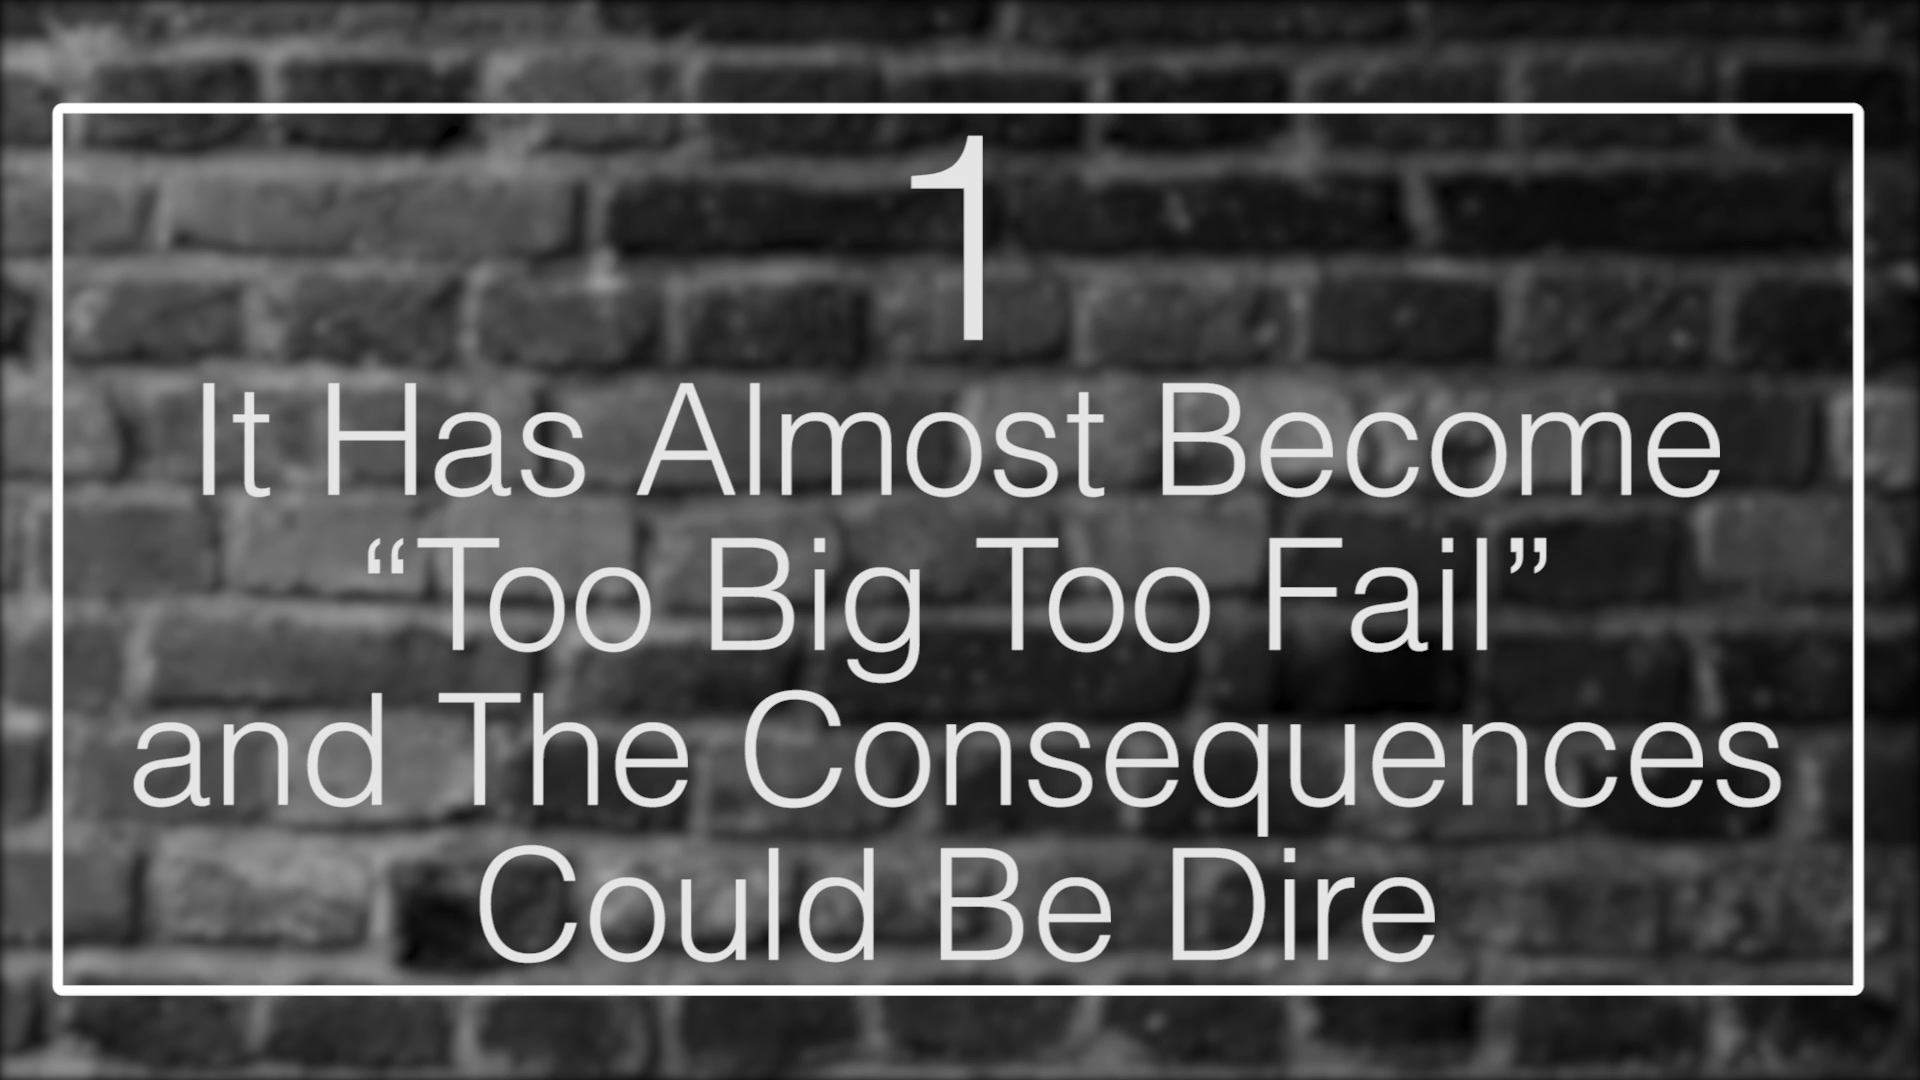 1
It Has Almost Become
“Too Big Too Fail”
and The Consequences
Could Be Dire